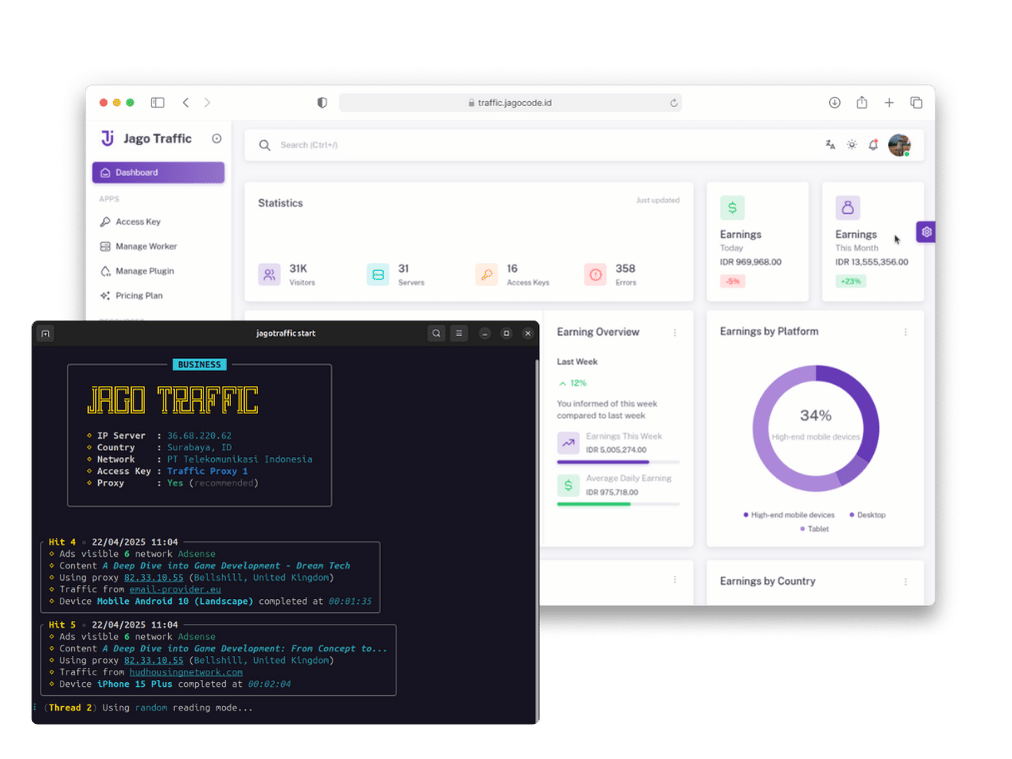 traffic.jagocode.id
Jago Traffic
Search (Ctrl+/)
Dashboard
APPS
Access Key
Manage Worker
Manage Plugin
Pricing Plan
Statistics
Just updated
31K
Visitors
31
Servers
16
Access Keys
358
Errors
Earnings
Today
IDR 969,968.00
-5%
Earnings
This Month
IDR 13,555,356.00
+23%
Earning Overview
Last Week
12%
You informed of this week
compared to last week
Earnings This Week
IDR 5,005,274.00
Average Daily Earning
IDR 975,718.00
Earnings by Platform
34%
High-end mobile devices
High-end mobile devices
Desktop
Tablet
Earnings by Country
jagotraffic start
BUSINESS
JAGO TRAFFIC
IP Server : 36.68.220.62
Country : Surabaya, ID
Network : PT Telekomunikasi Indonesia
Access Key : Traffic Proxy 1
Proxy : Yes (recommended)
Hit 4 - 22/04/2025 11:04
Ads visible 6 network Adsense
Content A Deep Dive into Game Development - Dream Tech
Using proxy 82.33.10.55 (Bellshill, United Kingdom)
Traffic from email-provider.eu
Device Mobile Android 10 (Landscape) completed at 00:01:35
Hit 5 - 22/04/2025 11:04
Ads visible 6 network Adsense
Content A Deep Dive into Game Development: From Concept to...
Using proxy 82.33.10.55 (Bellshill, United Kingdom)
Traffic from hudhousingnetwork.com
Device iPhone 15 Plus completed at 00:02:04
(Thread 2) Using random reading mode...